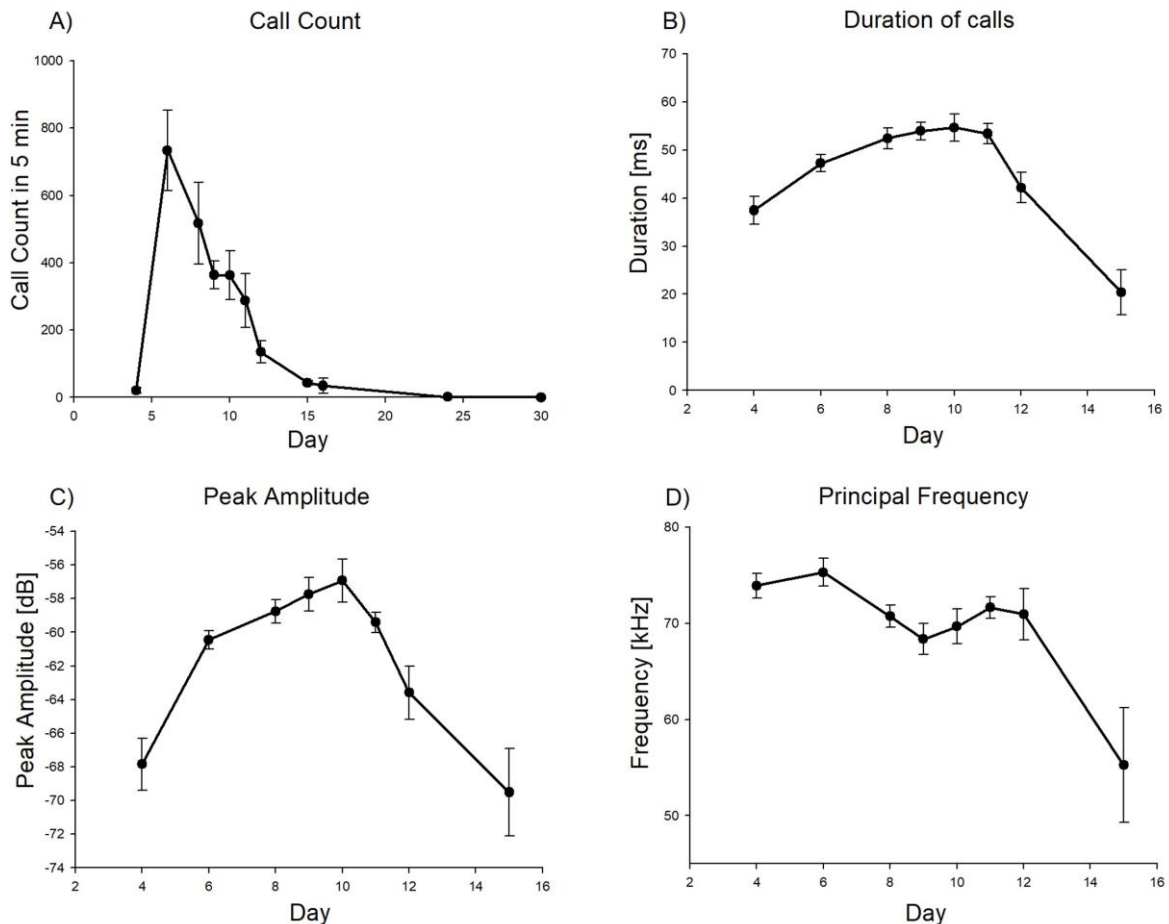 A) Call Count
Call Count in 5 min
1000
800
600
400
200
0
0 5 10 15 20 25 30
Day
B) Duration of calls
Duration [ms]
70
60
50
40
30
20
10
0
2 4 6 8 10 12 14 16
Day
C) Peak Amplitude
Peak Amplitude [dB]
-54
-56
-58
-60
-62
-64
-66
-68
-70
-72
-74
2 4 6 8 10 12 14 16
Day
D) Principal Frequency
Frequency [kHz]
80
70
60
50
2 4 6 8 10 12 14 16
Day